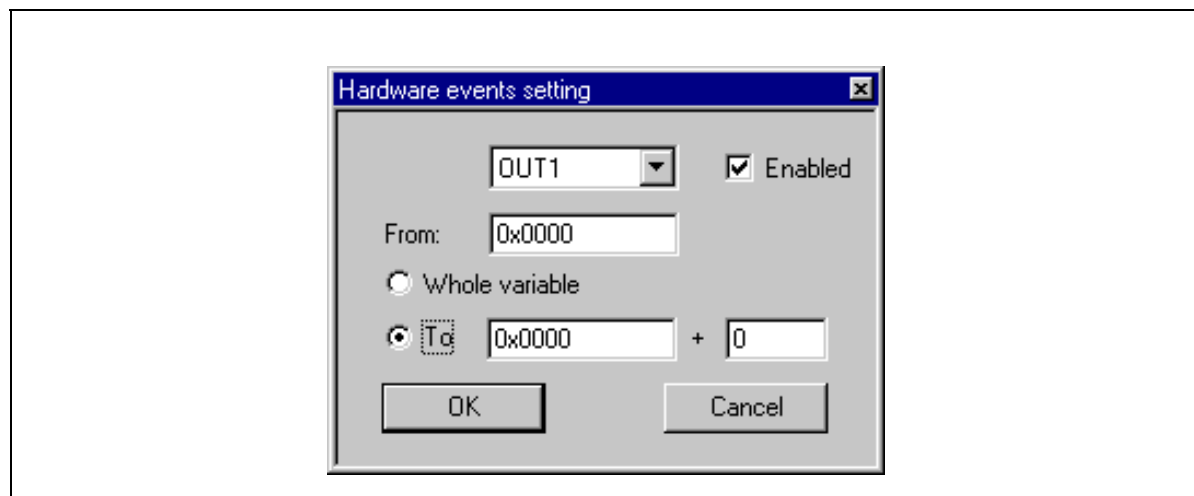 Hardware events setting
OUT1 Enabled
From: 0x0000
Whole variable
To 0x0000 + 0
OK Cancel